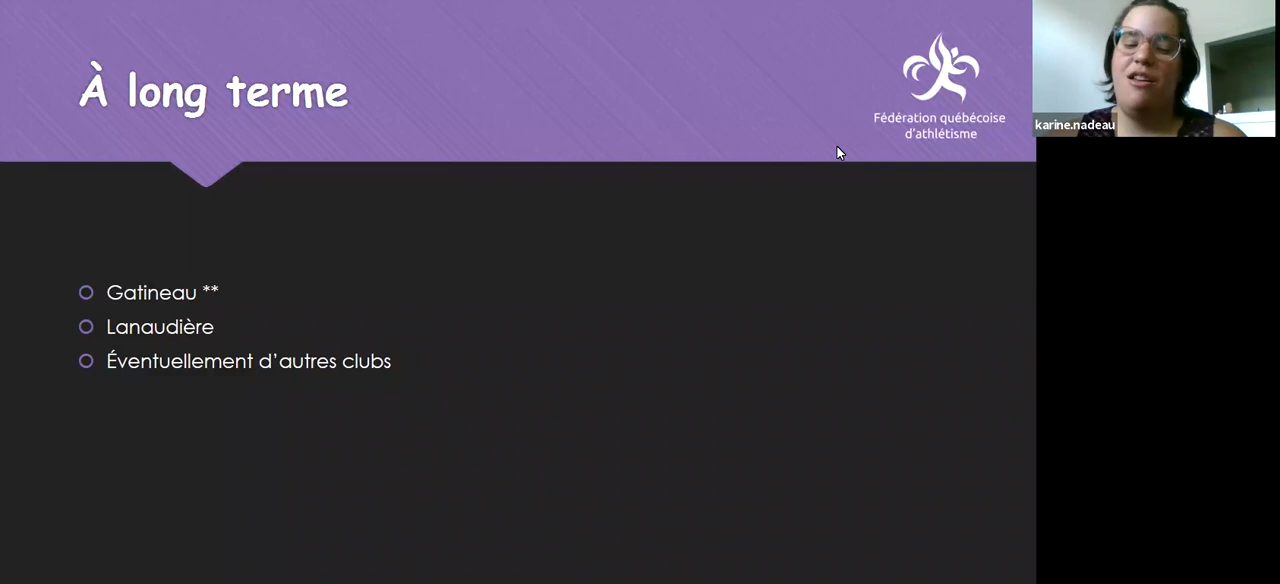 À long terme
Fédération québécoise
d'athlétisme
karine.nadeau
Gatineau **
Lanaudière
Éventuellement d'autres clubs